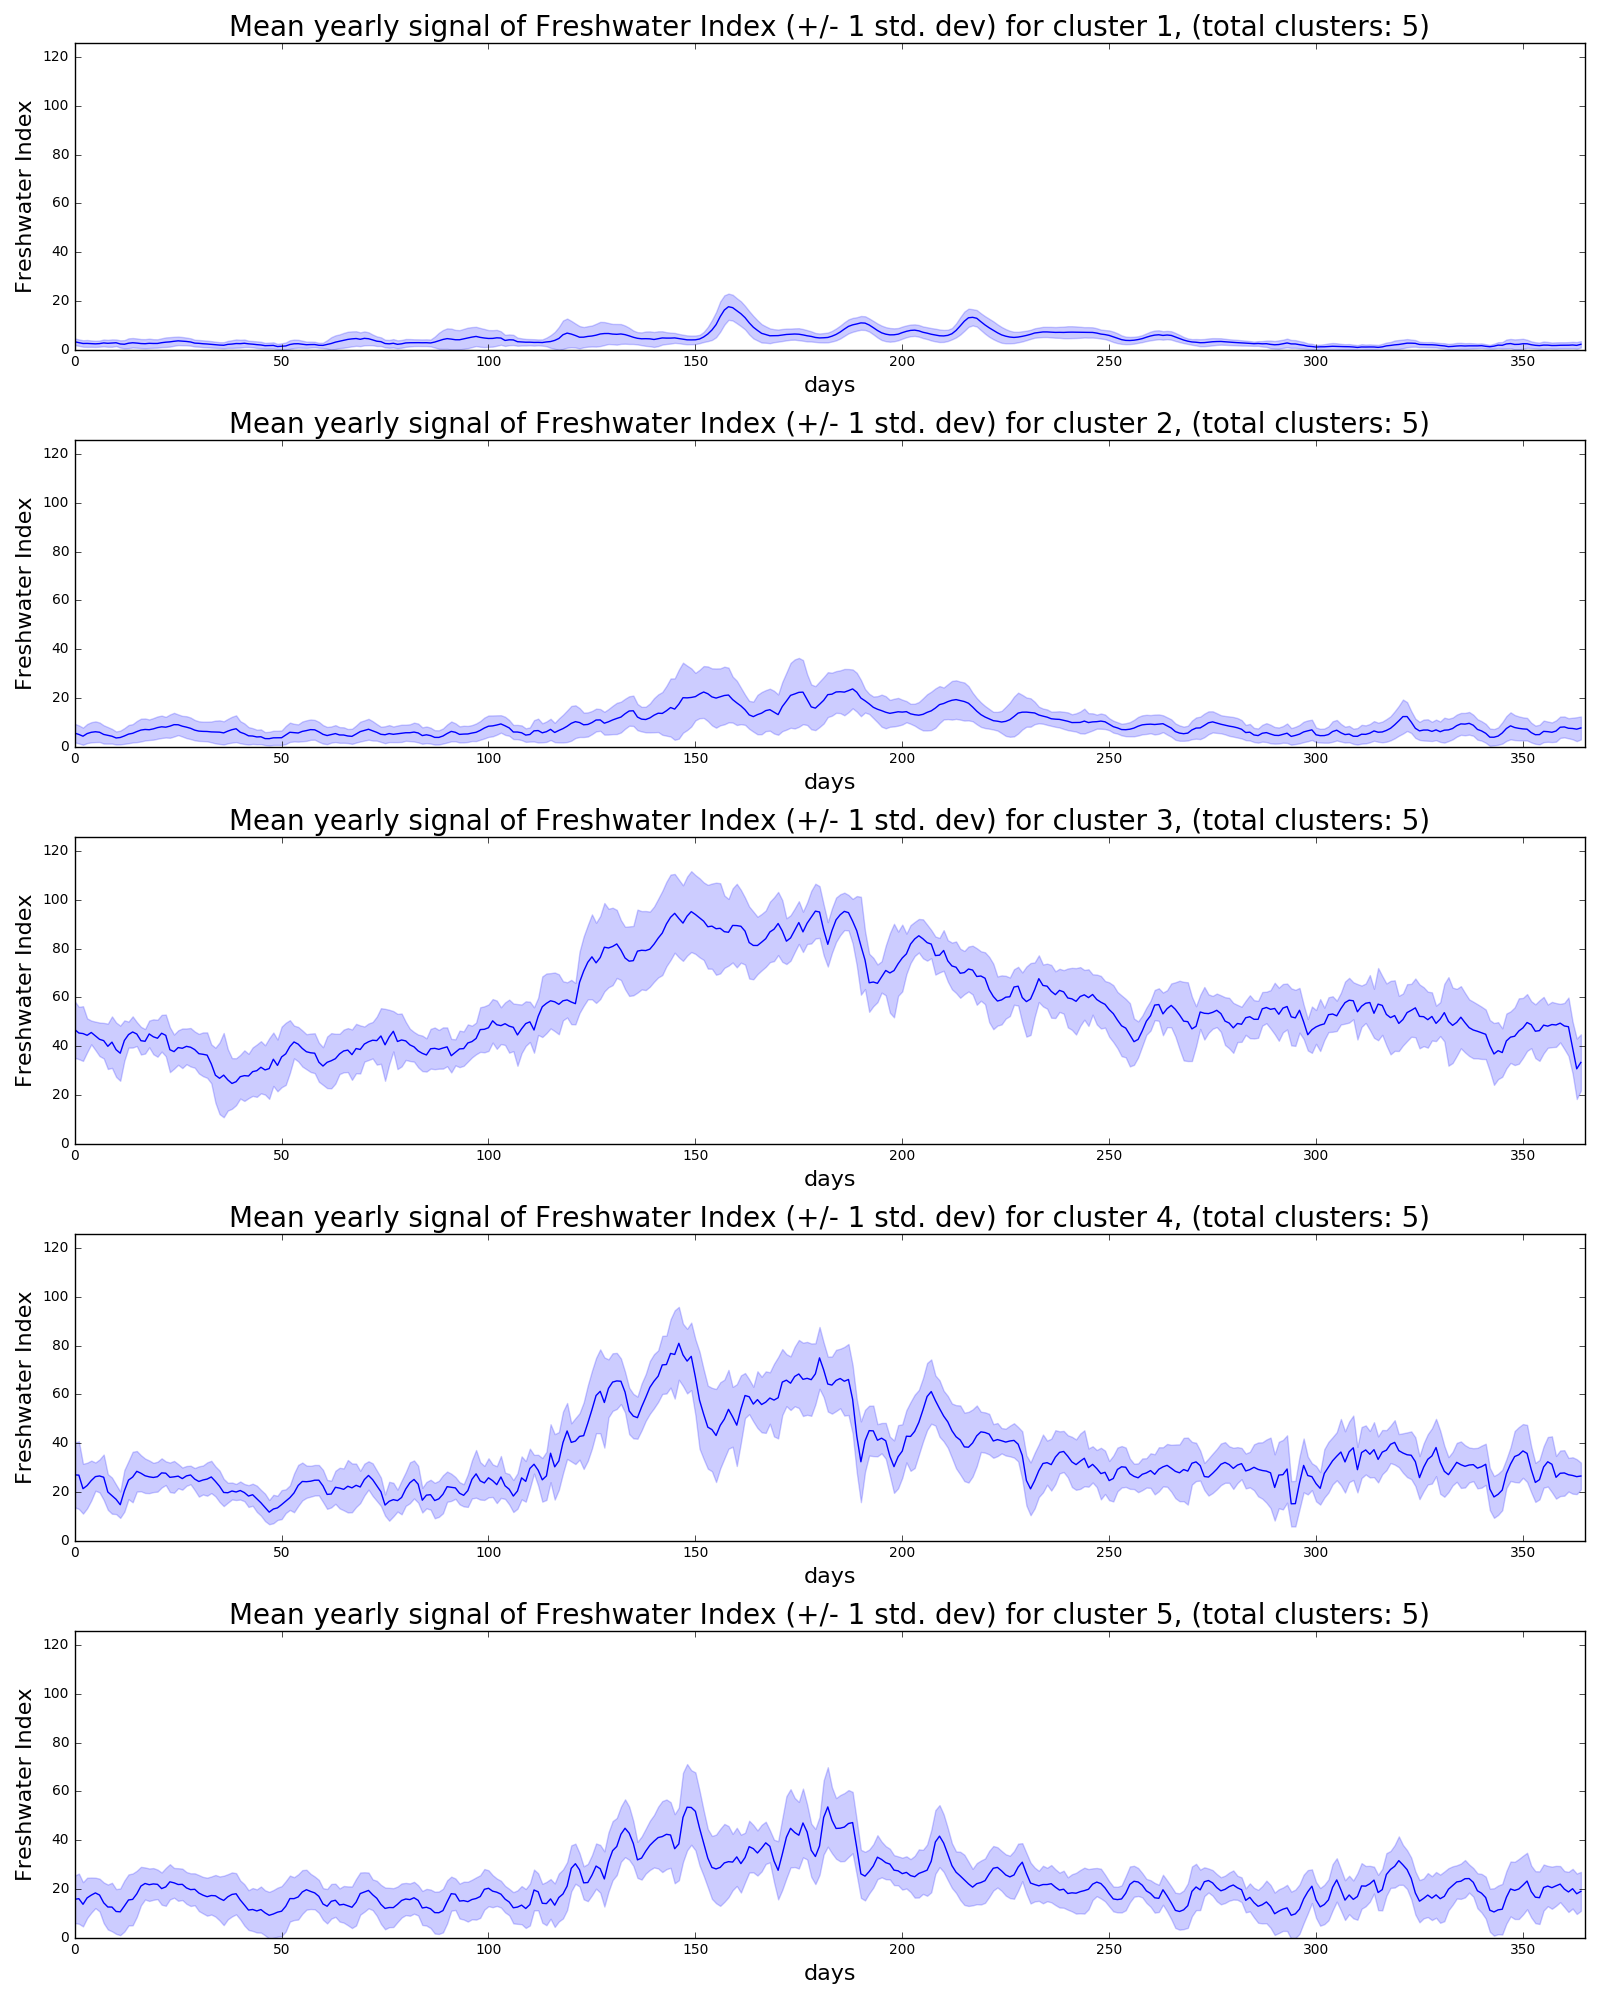 Mean yearly signal of Freshwater Index (+/- 1 std. dev) for cluster 1, (total clusters: 5)
120
100
80
60
40
20
0
Freshwater Index
0 50 100 150 200 250 300 350
days
Mean yearly signal of Freshwater Index (+/- 1 std. dev) for cluster 2, (total clusters: 5)
120
100
80
60
40
20
0
Freshwater Index
0 50 100 150 200 250 300 350
days
Mean yearly signal of Freshwater Index (+/- 1 std. dev) for cluster 3, (total clusters: 5)
120
100
80
60
40
20
0
Freshwater Index
0 50 100 150 200 250 300 350
days
Mean yearly signal of Freshwater Index (+/- 1 std. dev) for cluster 4, (total clusters: 5)
120
100
80
60
40
20
0
Freshwater Index
0 50 100 150 200 250 300 350
days
Mean yearly signal of Freshwater Index (+/- 1 std. dev) for cluster 5, (total clusters: 5)
120
100
80
60
40
20
0
Freshwater Index
0 50 100 150 200 250 300 350
days